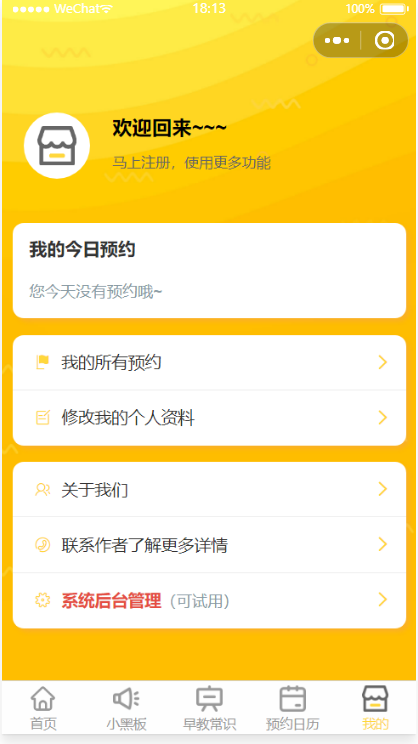 WeChat 18:13 100%
欢迎回来~~~
马上注册，使用更多功能
我的今日预约
您今天没有预约哦~
我的所有预约
修改我的个人资料
关于我们
联系作者了解更多详情
系统后台管理（可试用）
首页 小黑板 早教常识 预约日历 我的